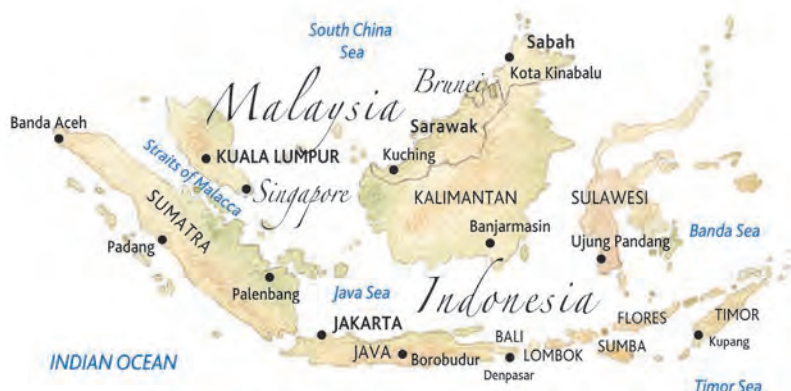 South China
Sea
Sabah
Kota Kinabalu
Brunei
Malaysia
Banda Aceh
Sarawak
Straits of Malacca
KUALA LUMPUR
Kuching
Singapore
KALIMANTAN
SULAWESI
SUMATRA
Padang
Banjarmasin
Ujung Pandang
Banda Sea
Palenbang
Java Sea
Indonesia
JAKARTA
FLORES
TIMOR
BALI
SUMBA
Kupang
INDIAN OCEAN
JAVA
Borobudur
LOMBOK
Denpasar
Timor Sea